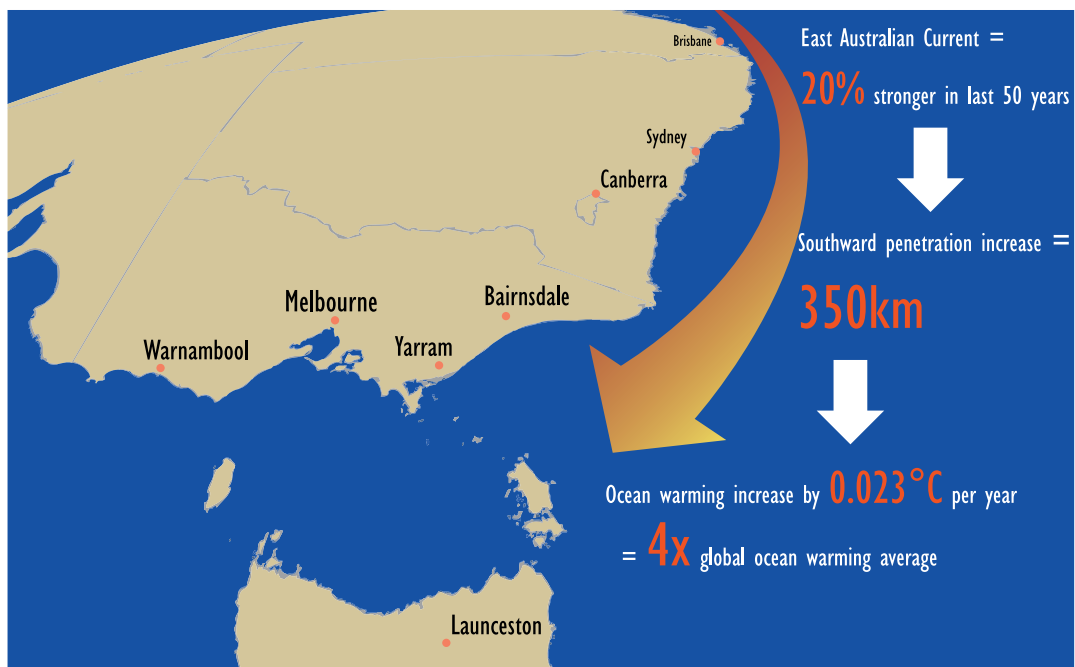 Brisbane
East Australian Current =
20% stronger in last 50 years
Sydney
Canberra
Southward penetration increase =
350km
Melbourne
Bairnsdale
Warnambool
Yarram
Ocean warming increase by 0.023°C per year
= 4x global ocean warming average
Launceston